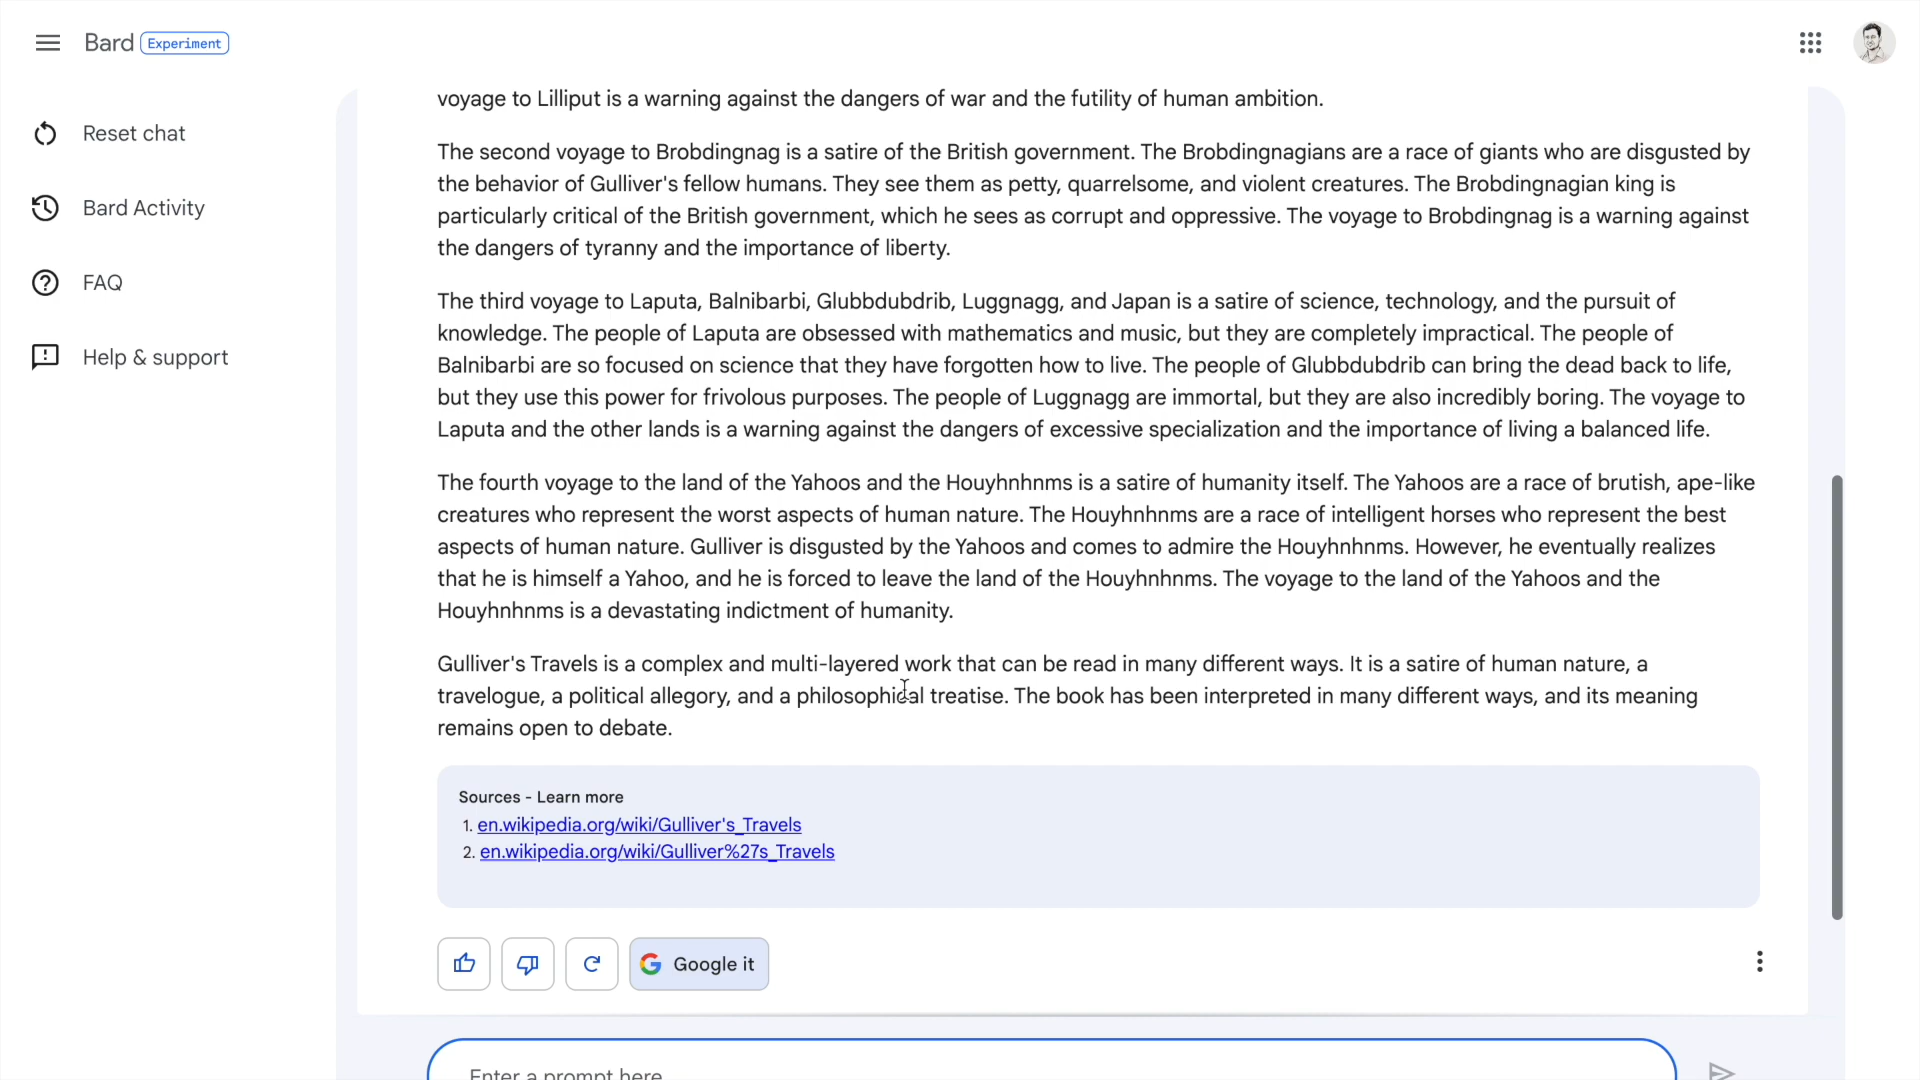 Bard Experiment
Reset chat
Bard Activity
FAQ
Help & support
voyage to Lilliput is a warning against the dangers of war and the futility of human ambition.
The second voyage to Brobdingnag is a satire of the British government. The Brobdingnagians are a race of giants who are disgusted by
the behavior of Gulliver's fellow humans. They see them as petty, quarrelsome, and violent creatures. The Brobdingnagian king is
particularly critical of the British government, which he sees as corrupt and oppressive. The voyage to Brobdingnag is a warning against
the dangers of tyranny and the importance of liberty.
The third voyage to Laputa, Balnibarbi, Glubbdubdrib, Luggnagg, and Japan is a satire of science, technology, and the pursuit of
knowledge. The people of Laputa are obsessed with mathematics and music, but they are completely impractical. The people of
Balnibarbi are so focused on science that they have forgotten how to live. The people of Glubbdubdrib can bring the dead back to life,
but they use this power for frivolous purposes. The people of Luggnagg are immortal, but they are also incredibly boring. The voyage to
Laputa and the other lands is a warning against the dangers of excessive specialization and the importance of living a balanced life.
The fourth voyage to the land of the Yahoos and the Houyhnhnms is a satire of humanity itself. The Yahoos are a race of brutish, ape-like
creatures who represent the worst aspects of human nature. The Houyhnhnms are a race of intelligent horses who represent the best
aspects of human nature. Gulliver is disgusted by the Yahoos and comes to admire the Houyhnhnms. However, he eventually realizes
that he is himself a Yahoo, and he is forced to leave the land of the Houyhnhnms. The voyage to the land of the Yahoos and the
Houyhnhnms is a devastating indictment of humanity.
Gulliver's Travels is a complex and multi-layered work that can be read in many different ways. It is a satire of human nature, a
travelogue, a political allegory, and a philosophical treatise. The book has been interpreted in many different ways, and its meaning
remains open to debate.
Sources - Learn more
1. en.wikipedia.org/wiki/Gulliver's_Travels
2. en.wikipedia.org/wiki/Gulliver%27s_Travels
Google it
Enter a prompt here